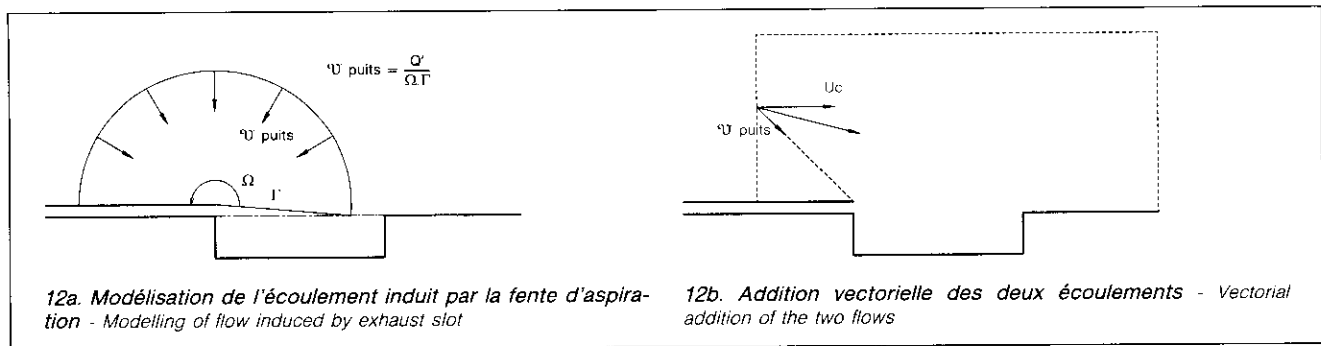 𝒱 puits = Q' / Ω.Γ
𝒱 puits
Ω
Γ
12a. Modélisation de l'écoulement induit par la fente d'aspira-
tion - Modelling of flow induced by exhaust slot
Uc
𝒱 puits
12b. Addition vectorielle des deux écoulements - Vectorial
addition of the two flows